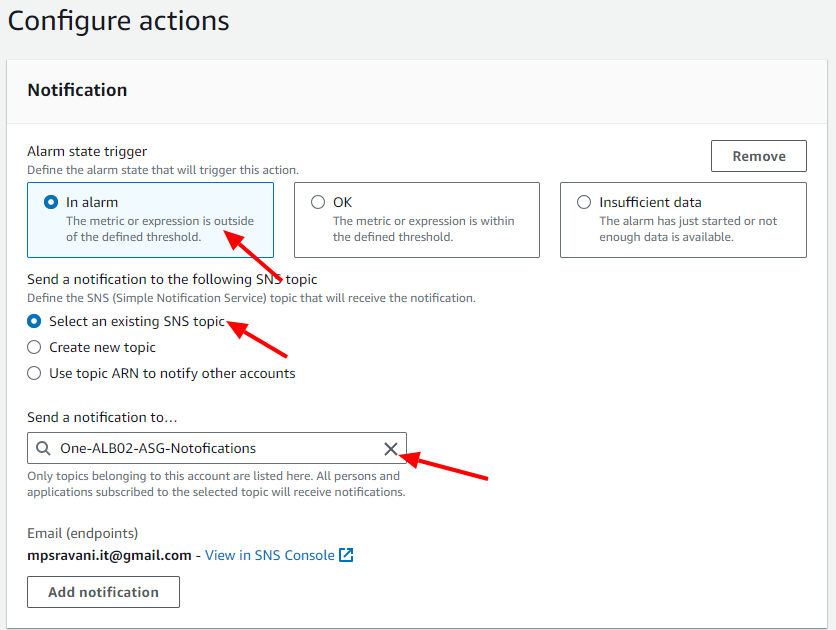 Configure actions
Notification
Alarm state trigger
Remove
Define the alarm state that will trigger this action.
In alarm
The metric or expression is outside
of the defined threshold.
OK
The metric or expression is within
the defined threshold.
Insufficient data
The alarm has just started or not
enough data is available.
Send a notification to the following SNS topic
Define the SNS (Simple Notification Service) topic that will receive the notification.
Select an existing SNS topic
Create new topic
Use topic ARN to notify other accounts
Send a notification to…
One-ALB02-ASG-Notofications
Only topics belonging to this account are listed here. All persons and
applications subscribed to the selected topic will receive notifications.
Email (endpoints)
mpsravani.it@gmail.com - View in SNS Console
Add notification